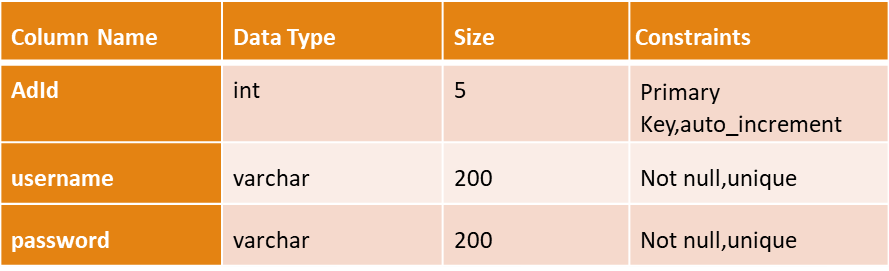 Column Name Data Type Size Constraints
AdId int 5 Primary
Key,auto_increment
username varchar 200 Not null,unique
password varchar 200 Not null,unique